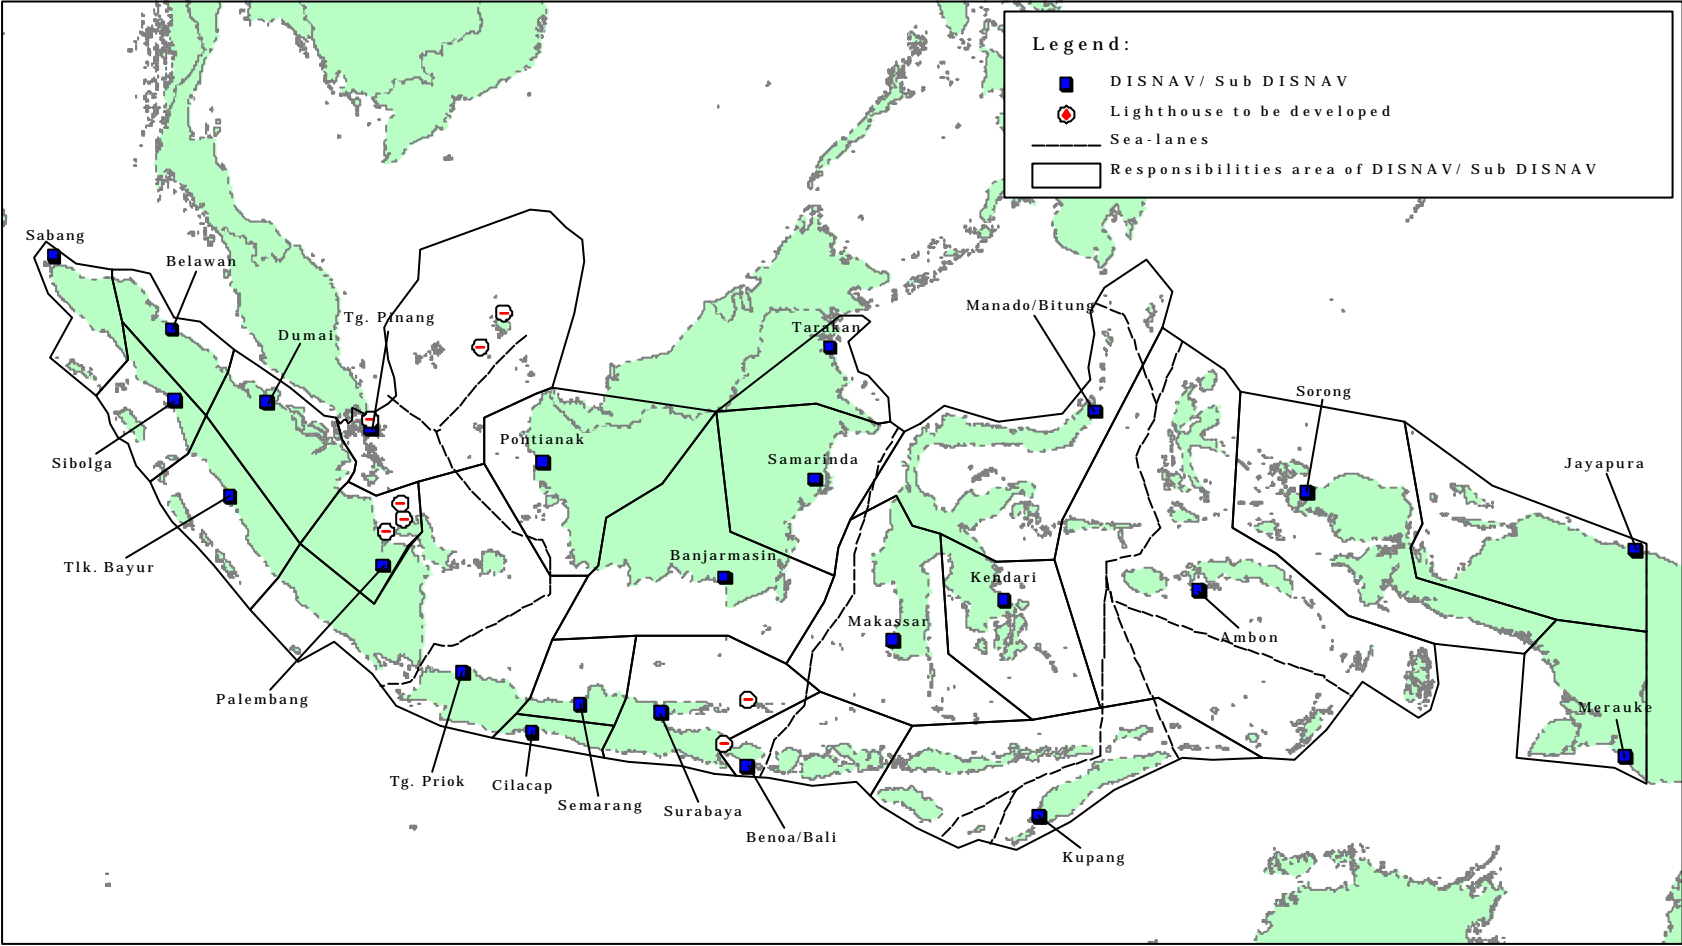 Legend:
DISNAV/ Sub DISNAV
Lighthouse to be developed
Sea-lanes
Responsibilities area of DISNAV/ Sub DISNAV
Sabang
Belawan
Tg. Pinang
Dumai
Manado/Bitung
Tarakan
Sorong
Pontianak
Samarinda
Sibolga
Jayapura
Banjarmasin
Tlk. Bayur
Kendari
Makassar
Ambon
Palembang
Merauke
Tg. Priok
Cilacap
Semarang
Surabaya
Benoa/Bali
Kupang